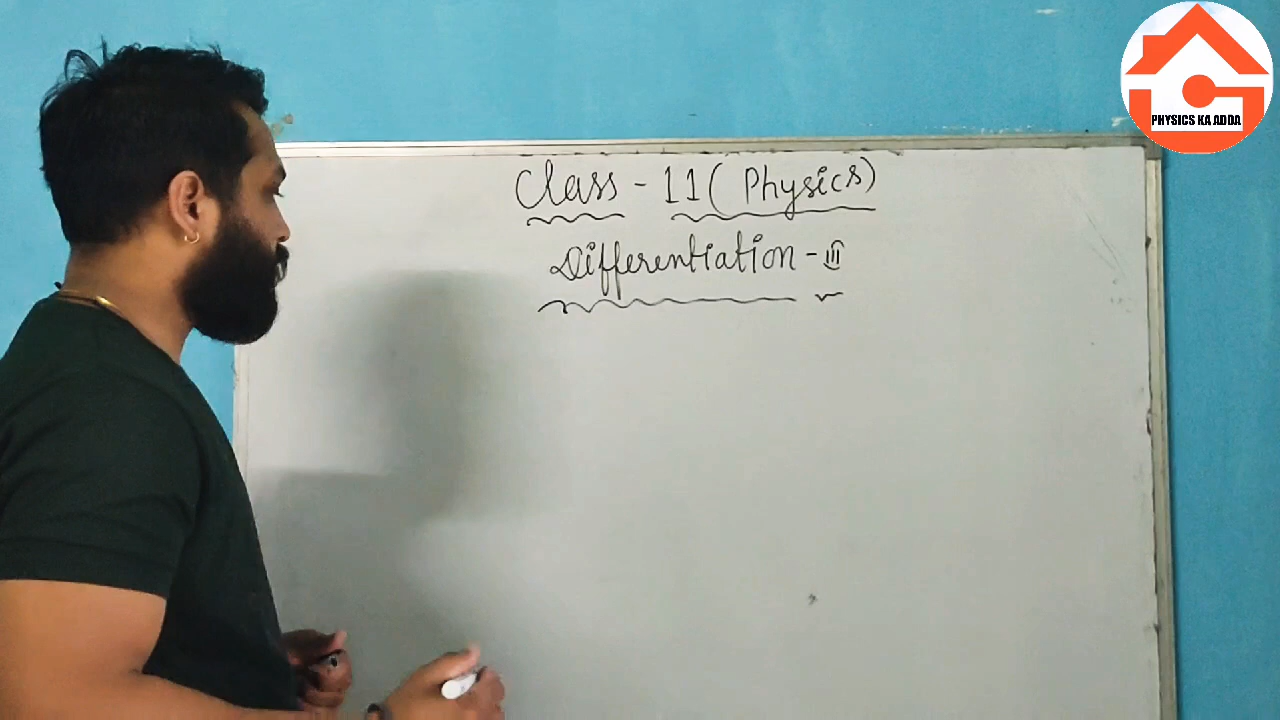 PHYSICS KA ADDA
Class - 11 ( Physics)
Differentiation - III